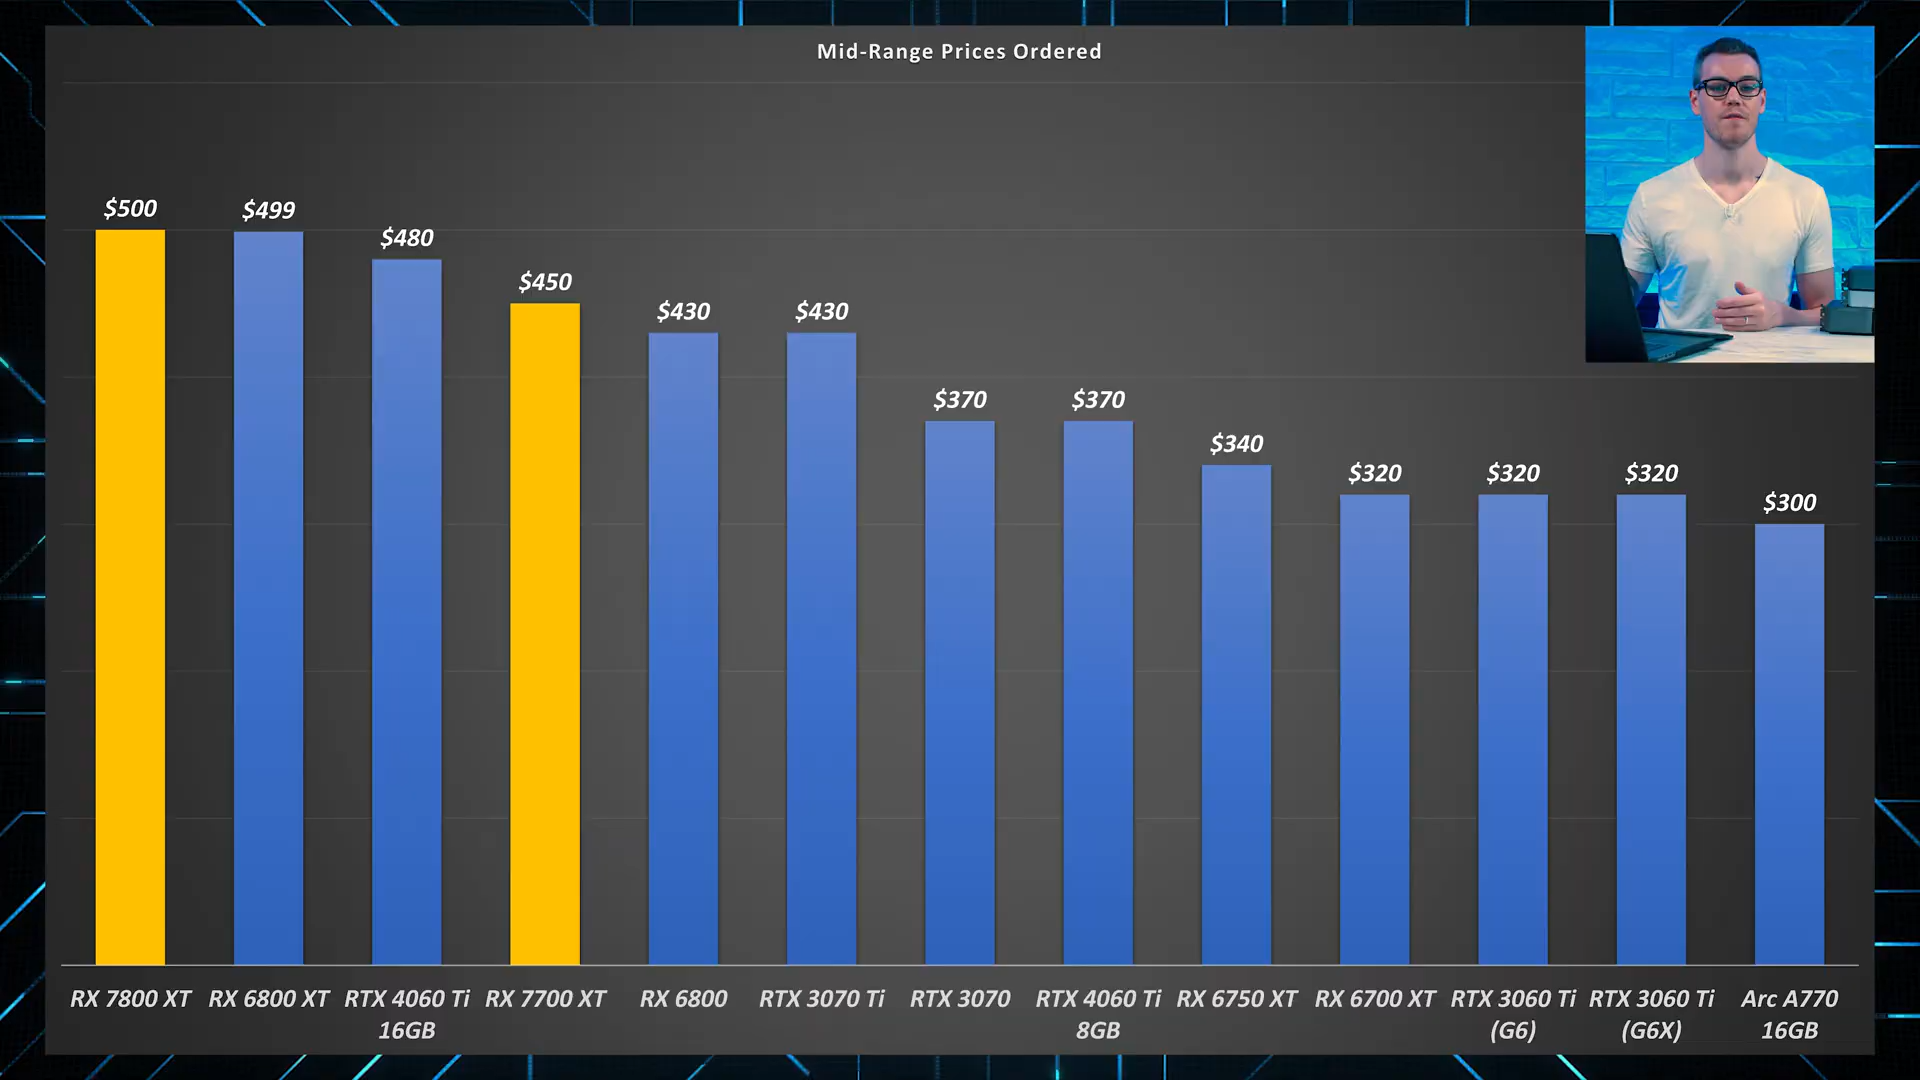 Mid-Range Prices Ordered
$500
$499
$480
$450
$430
$430
$370
$370
$340
$320
$320
$320
$300
RX 7800 XT
RX 6800 XT
RTX 4060 Ti
16GB
RX 7700 XT
RX 6800
RTX 3070 Ti
RTX 3070
RTX 4060 Ti
8GB
RX 6750 XT
RX 6700 XT
RTX 3060 Ti
(G6)
RTX 3060 Ti
(G6X)
Arc A770
16GB